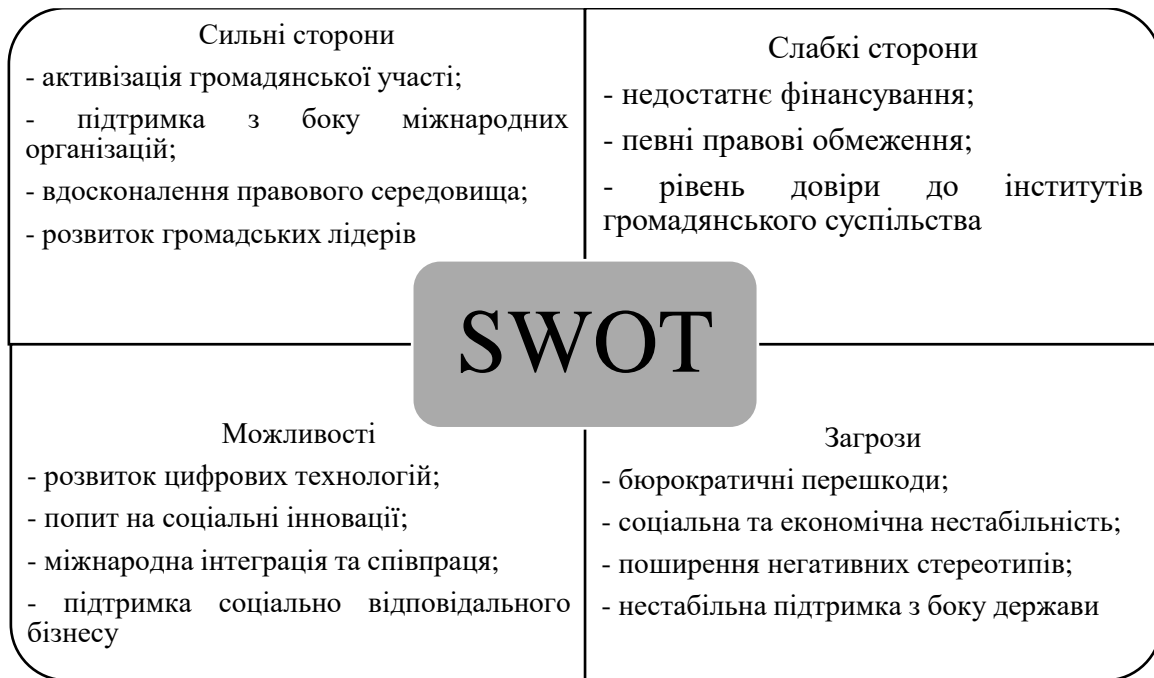 Сильні сторони
- активізація громадянської участі;
- підтримка з боку міжнародних
організацій;
- вдосконалення правового середовища;
- розвиток громадських лідерів
Слабкі сторони
- недостатнє фінансування;
- певні правові обмеження;
- рівень довіри до інститутів
громадянського суспільства
SWOT
Можливості
- розвиток цифрових технологій;
- попит на соціальні інновації;
- міжнародна інтеграція та співпраця;
- підтримка соціально відповідального
бізнесу
Загрози
- бюрократичні перешкоди;
- соціальна та економічна нестабільність;
- поширення негативних стереотипів;
- нестабільна підтримка з боку держави